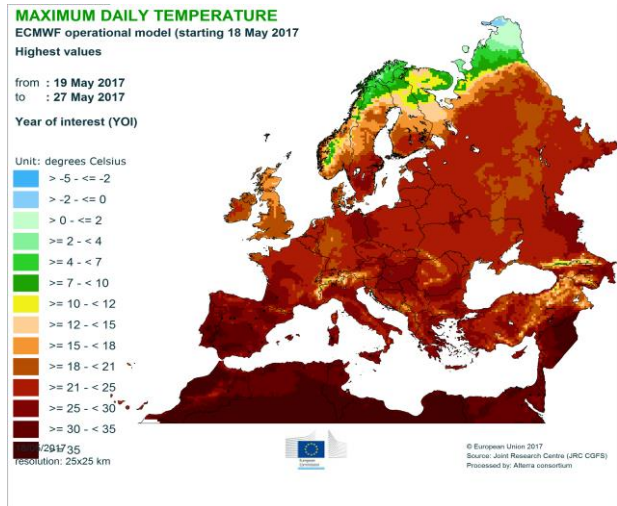 MAXIMUM DAILY TEMPERATURE
ECMWF operational model (starting 18 May 2017
Highest values
from : 19 May 2017
to : 27 May 2017
Year of interest (YOI)
Unit: degrees Celsius
> -5 - <= -2
> -2 - <= 0
> 0 - <= 2
>= 2 - < 4
>= 4 - < 7
>= 7 - < 10
>= 10 - < 12
>= 12 - < 15
>= 15 - < 18
>= 18 - < 21
>= 21 - < 25
>= 25 - < 30
>= 30 - < 35
35
resolution: 25x25 km
European
Commission
© European Union 2017
Source: Joint Research Centre (JRC CGFS)
Processed by: Alterra consortium